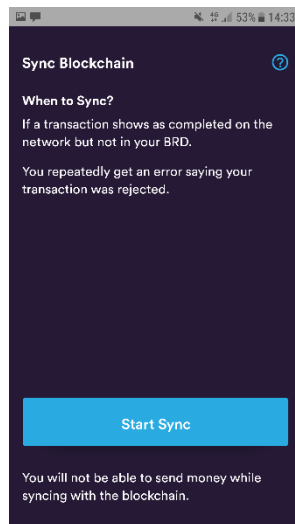 4G 53% 14:33
Sync Blockchain ?
When to Sync?
If a transaction shows as completed on the
network but not in your BRD.
You repeatedly get an error saying your
transaction was rejected.
Start Sync
You will not be able to send money while
syncing with the blockchain.